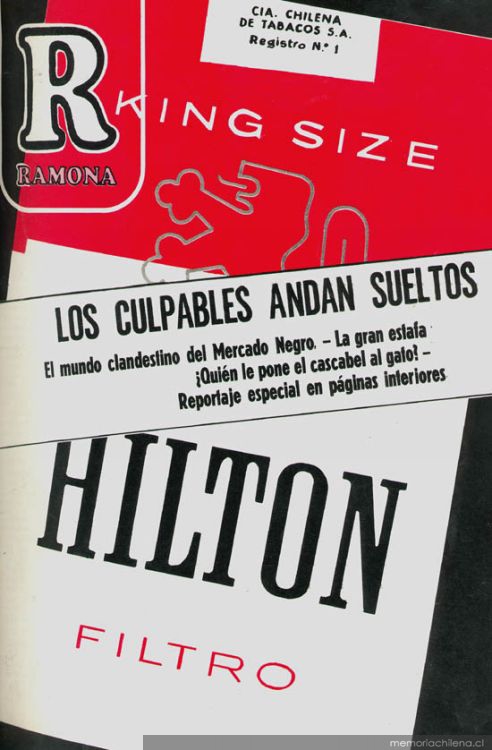 CIA. CHILENA
DE TABACOS S.A.
Registro N.º 1
R
RAMONA
KING SIZE
LOS CULPABLES ANDAN SUELTOS
El mundo clandestino del Mercado Negro. – La gran estafa
¡Quién le pone el cascabel al gato! –
Reportaje especial en páginas interiores
HILTON
FILTRO
memoriachilena.cl